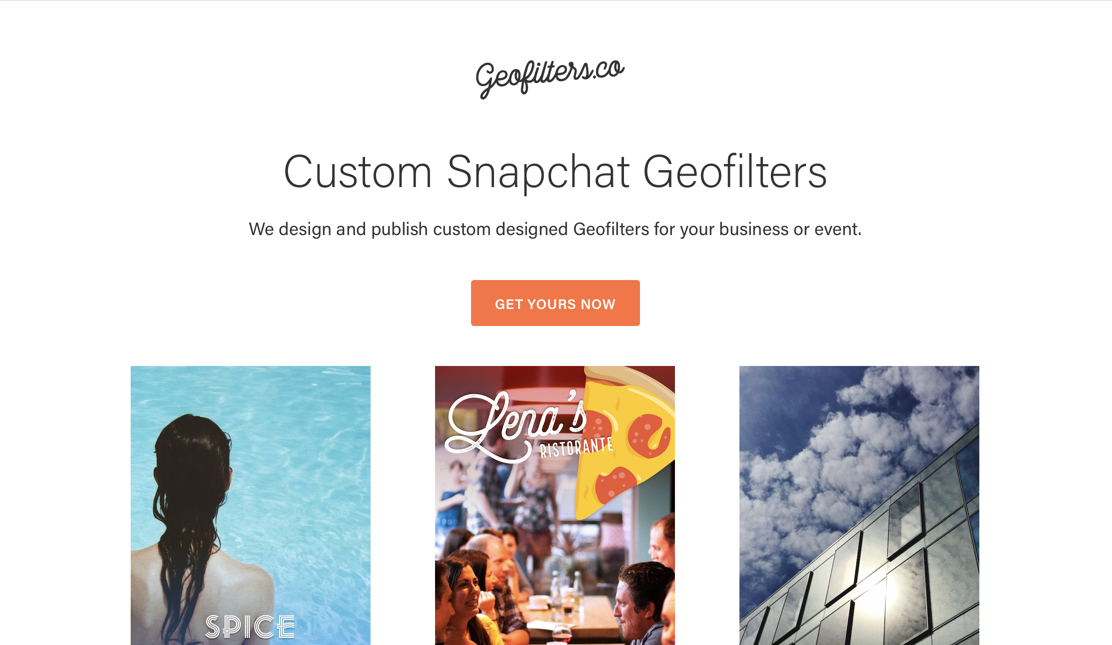 Geofilters.co
Custom Snapchat Geofilters
We design and publish custom designed Geofilters for your business or event.
GET YOURS NOW
Lena's
RISTORANTE
SPICE